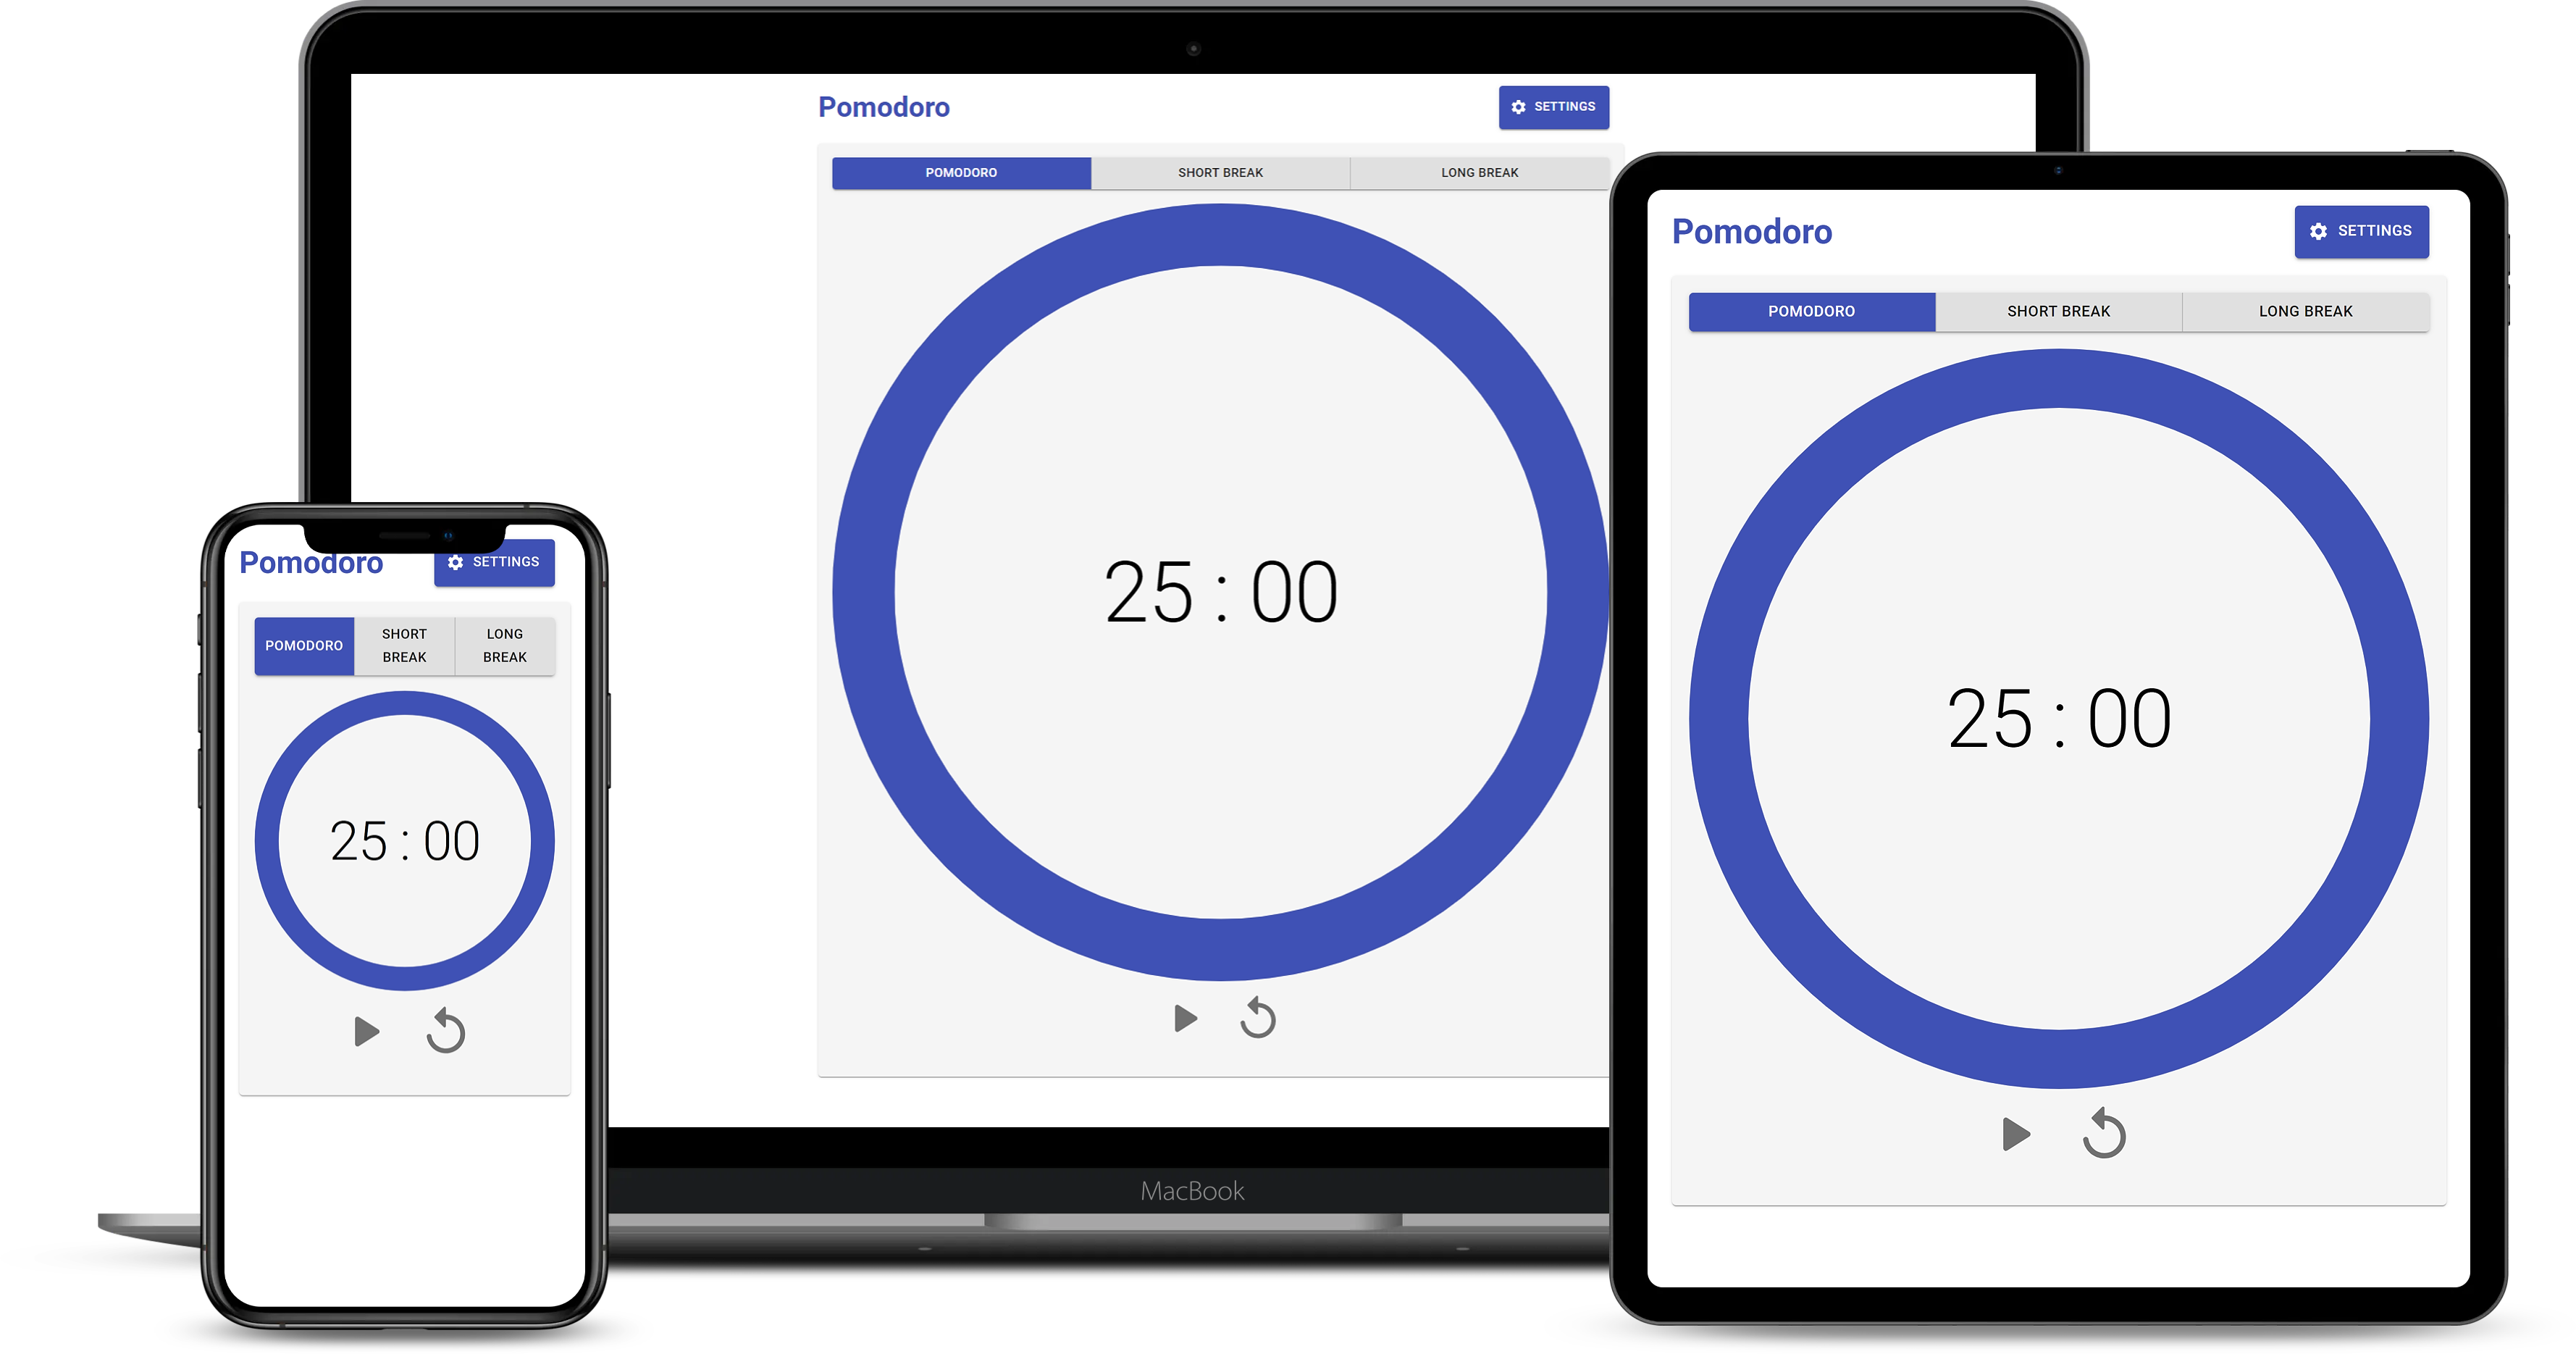 Pomodoro
SETTINGS
POMODORO
SHORT BREAK
LONG BREAK
25 : 00
MacBook
Pomodoro
SETTINGS
POMODORO
SHORT BREAK
LONG BREAK
25 : 00
Pomodoro
SETTINGS
POMODORO
SHORT
BREAK
LONG
BREAK
25 : 00